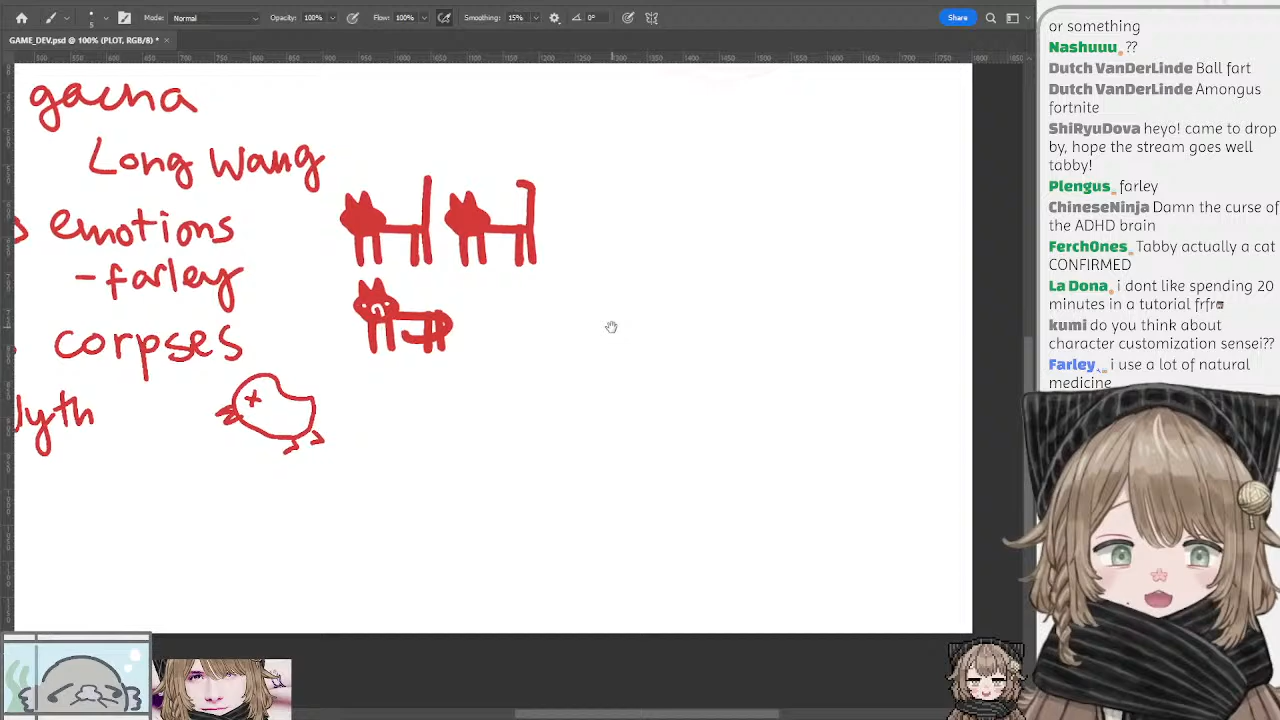 Mode: Normal Opacity: 100% Flow: 100% Smoothing: 15% 0° Share
5
GAME_DEV.psd @ 100% (PLOT, RGB/8) * ×
gacha
Long Wang
emotions
-farley
corpses
or something
Nashuuu ??
Dutch VanDerLinde Ball fart
Dutch VanDerLinde Amongus
fortnite
ShiRyuDova heyo! came to drop
by, hope the stream goes well
tabby!
Plengus farley
ChineseNinja Damn the curse of
the ADHD brain
FerchOnes Tabby actually a cat
CONFIRMED
La Dona i dont like spending 20
minutes in a tutorial frfr
kumi do you think about
character customization sensei??
Farley i use a lot of natural
medicine